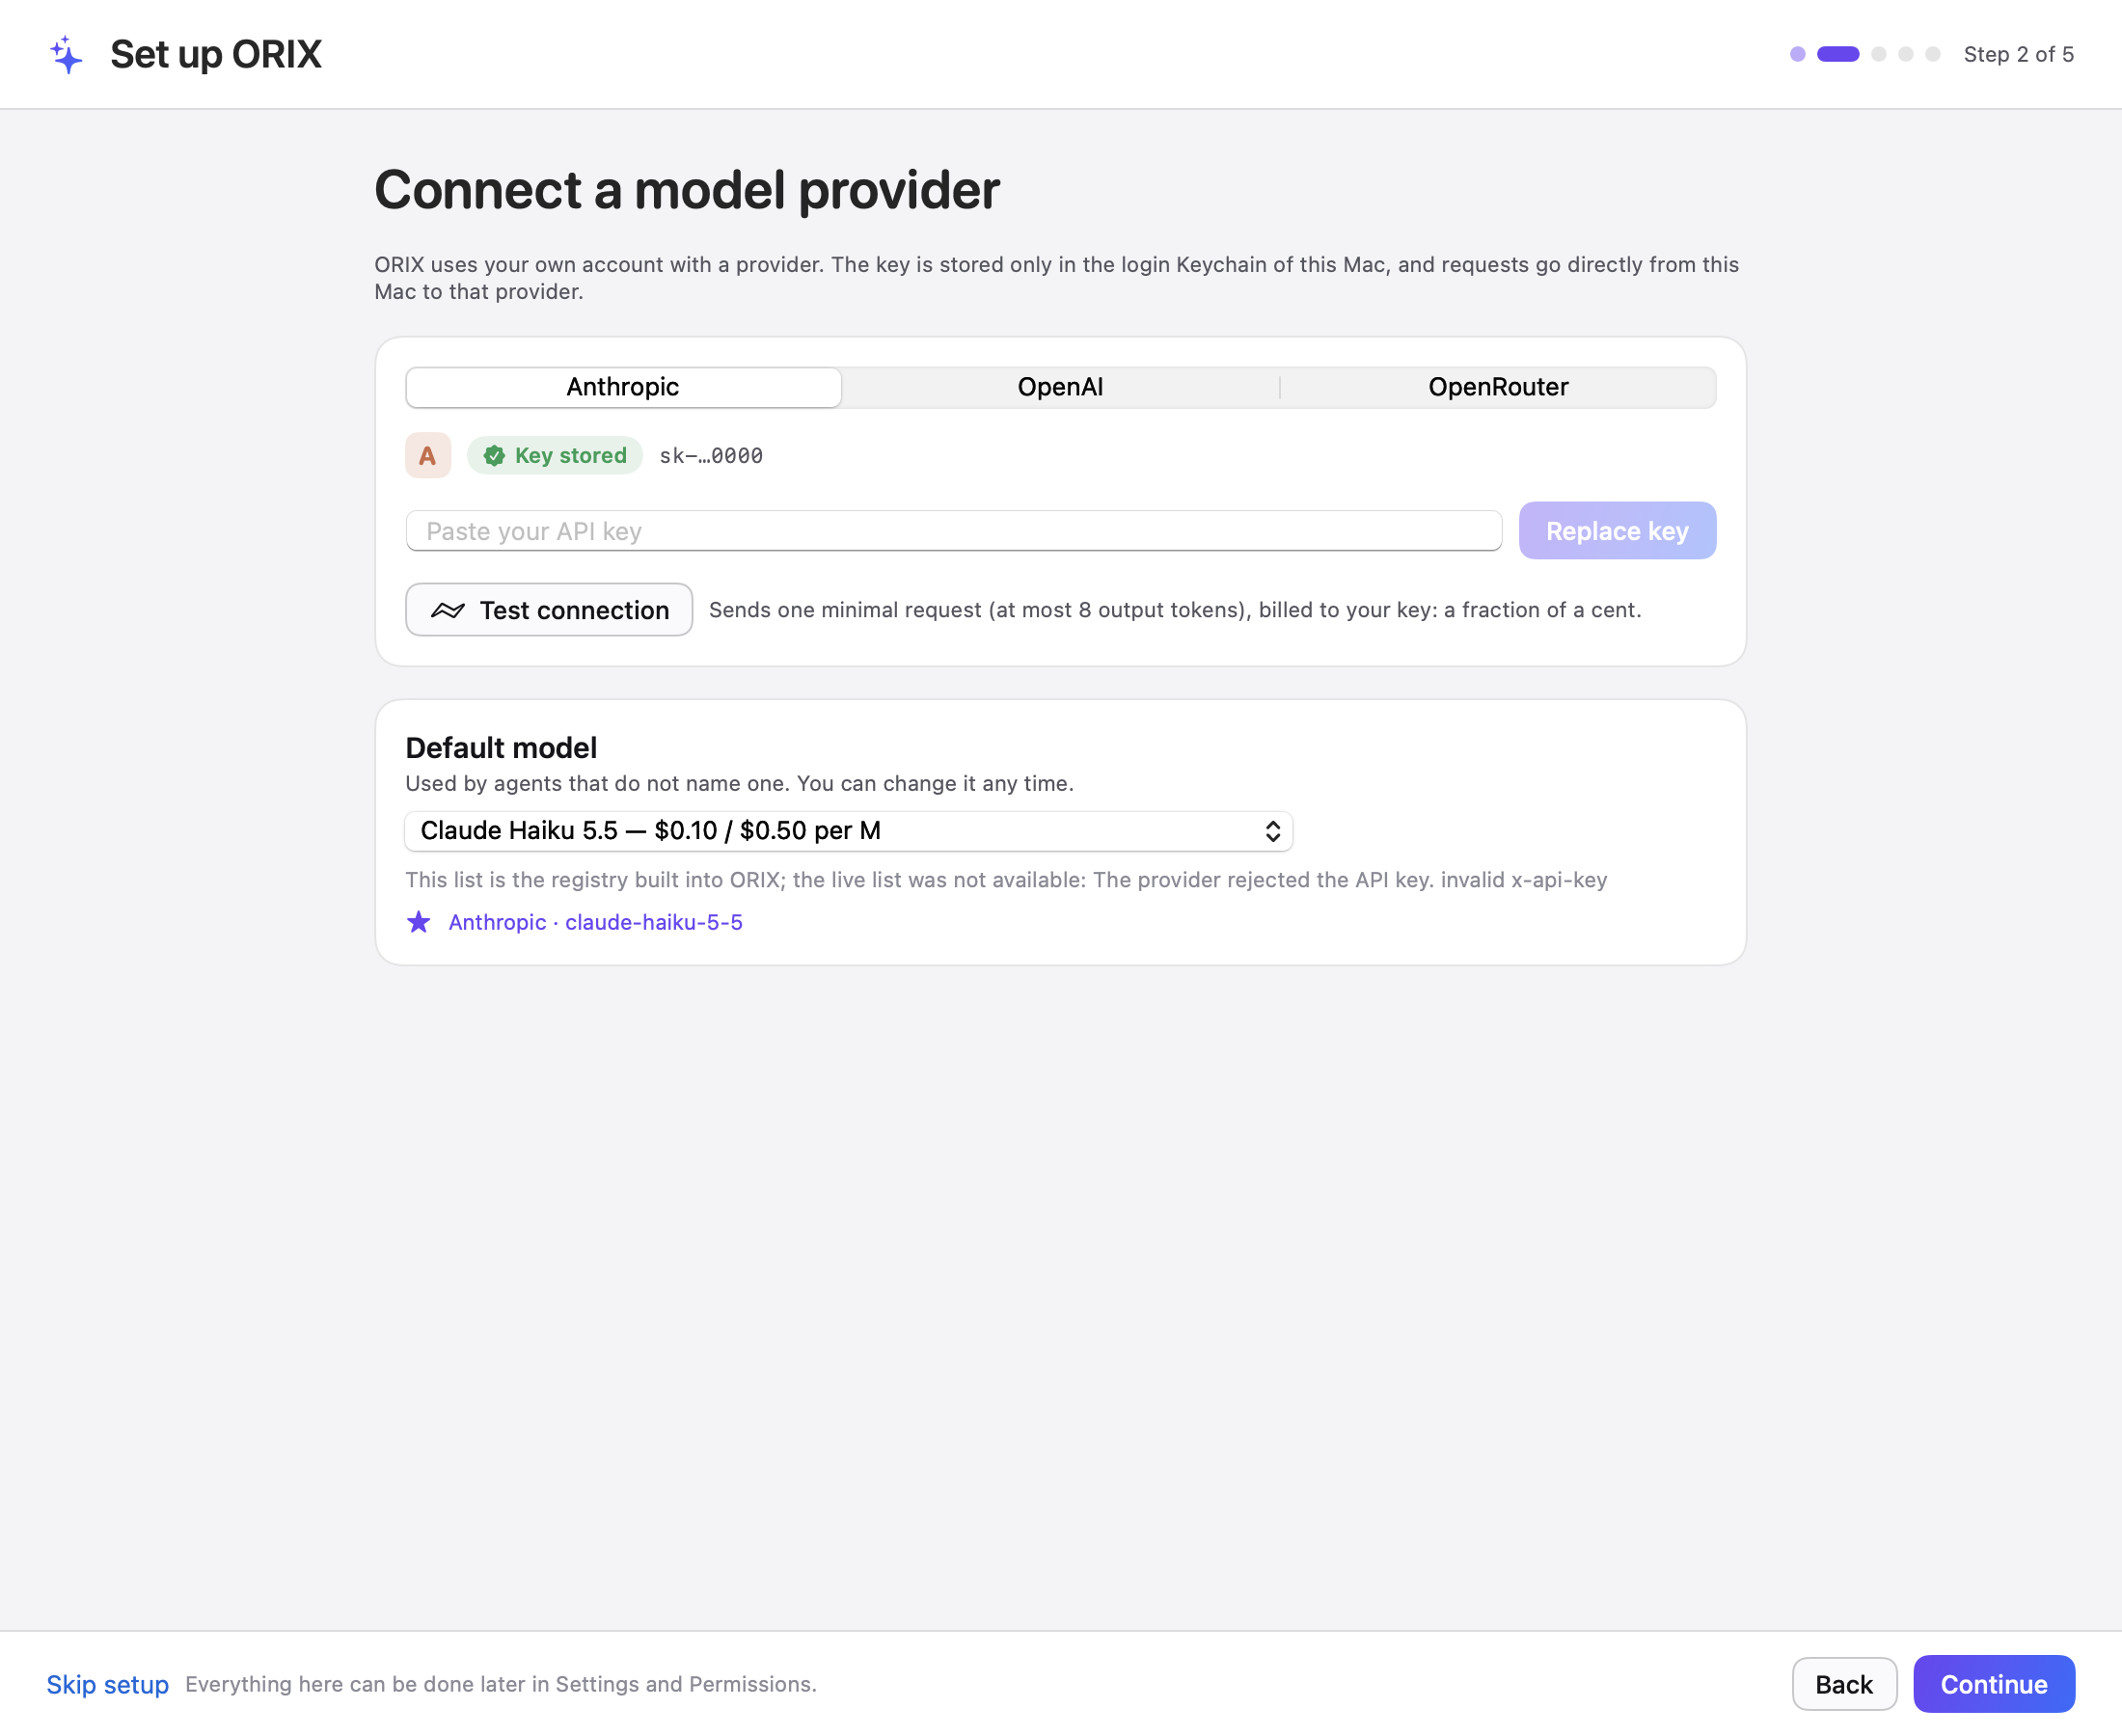 Set up ORIX
Step 2 of 5
Connect a model provider
ORIX uses your own account with a provider. The key is stored only in the login Keychain of this Mac, and requests go directly from this
Mac to that provider.
Anthropic
OpenAI
OpenRouter
A
Key stored
sk-…0000
Paste your API key
Replace key
Test connection
Sends one minimal request (at most 8 output tokens), billed to your key: a fraction of a cent.
Default model
Used by agents that do not name one. You can change it any time.
Claude Haiku 5.5 — $0.10 / $0.50 per M
This list is the registry built into ORIX; the live list was not available: The provider rejected the API key. invalid x-api-key
Anthropic · claude-haiku-5-5
Skip setup
Everything here can be done later in Settings and Permissions.
Back
Continue